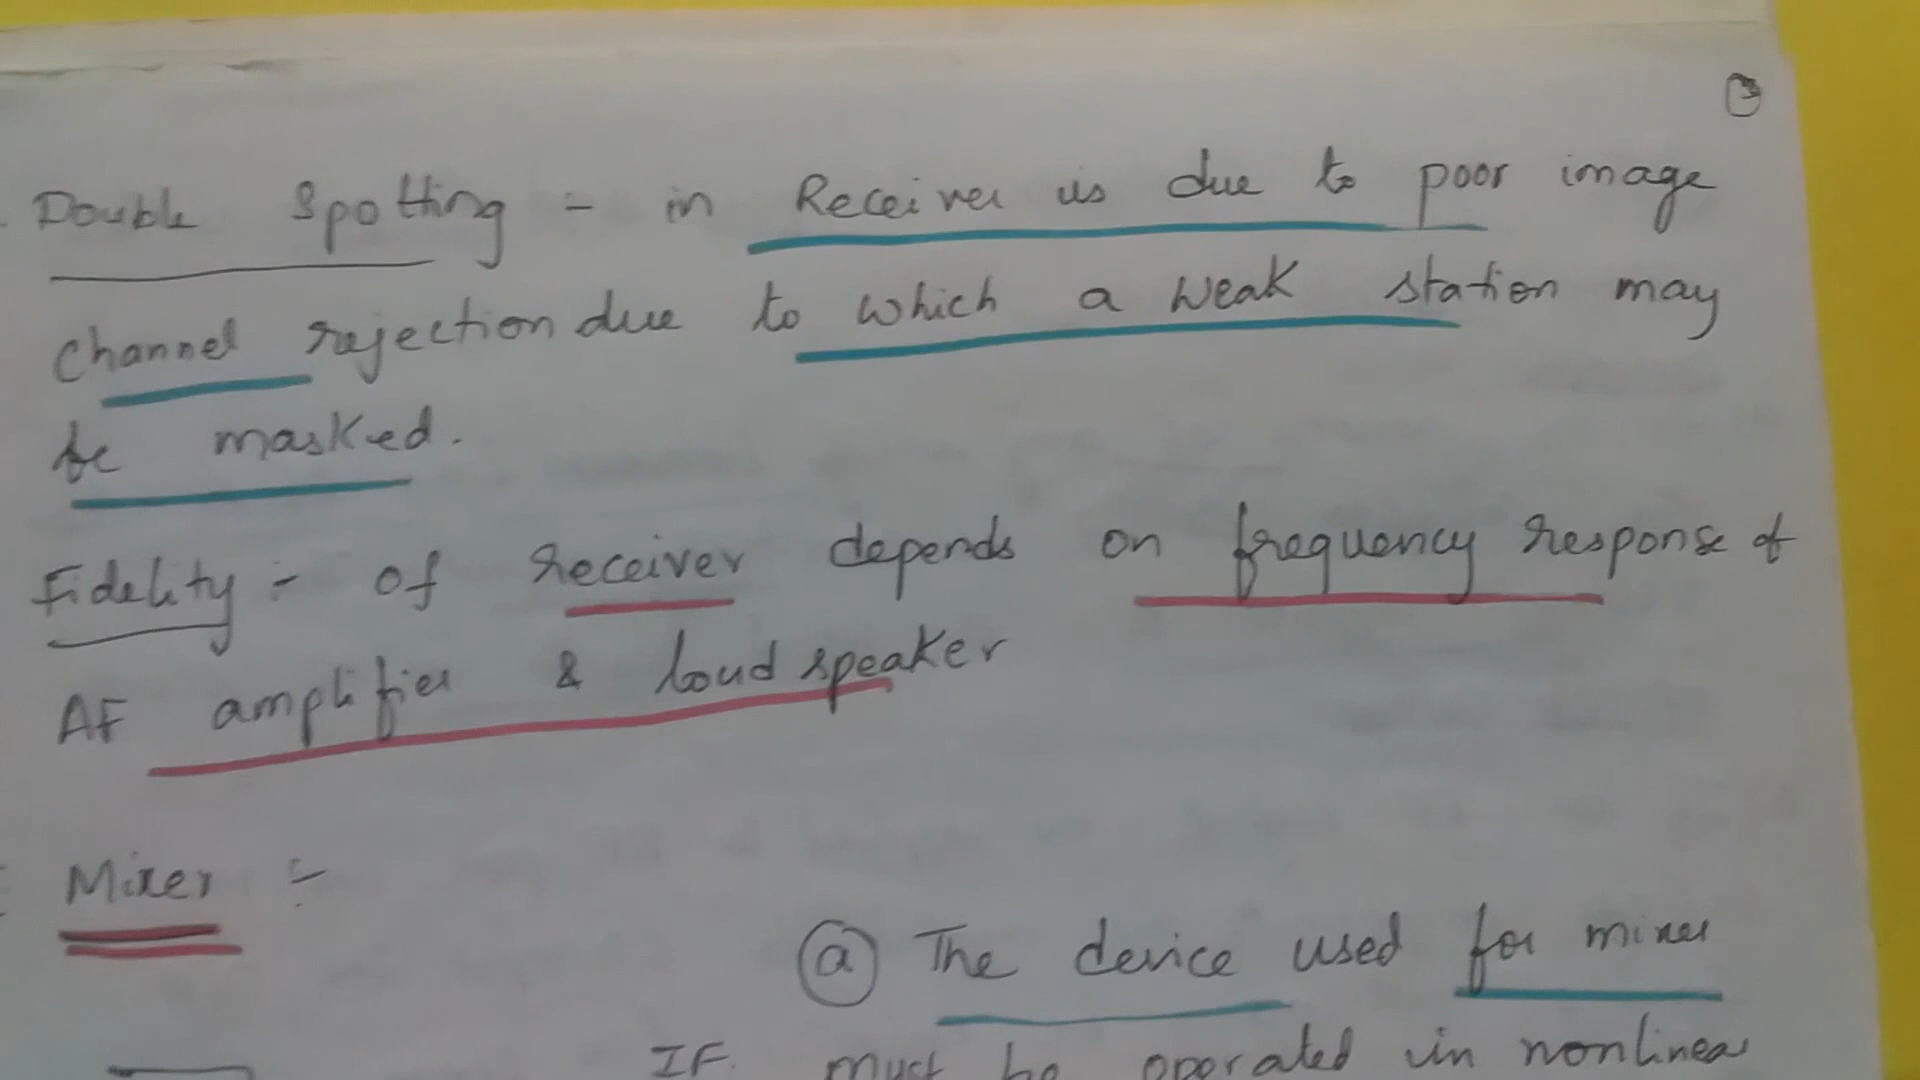 3
Double Spotting :- in Receiver is due to poor image
Channel rejection due to which a weak station may
be masked.
Fidelity :- of receiver depends on frequency response of
AF amplifier & loud speaker
Mixer :-
a The device used for mixer
IF. must be operated in nonlinear